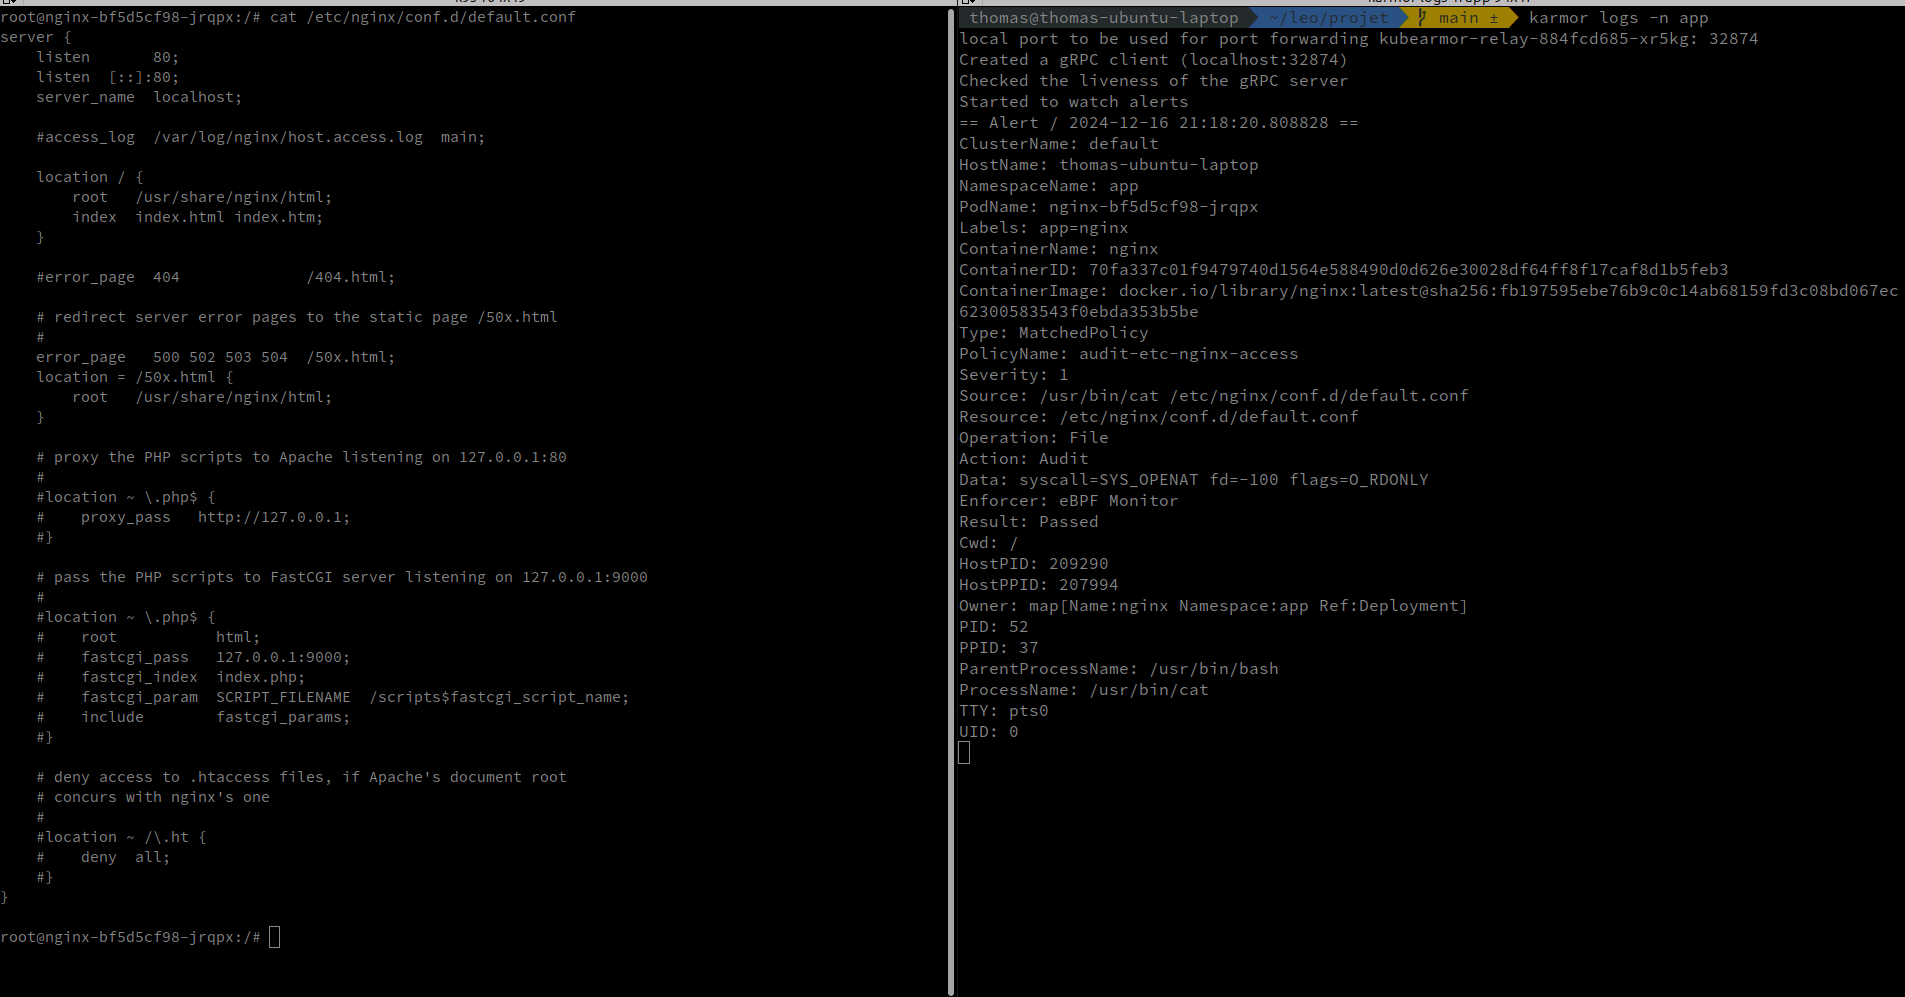 root@nginx-bf5d5cf98-jrqpx:/# cat /etc/nginx/conf.d/default.conf
server {
    listen       80;
    listen  [::]:80;
    server_name  localhost;

    #access_log  /var/log/nginx/host.access.log  main;

    location / {
        root   /usr/share/nginx/html;
        index  index.html index.htm;
    }

    #error_page  404              /404.html;

    # redirect server error pages to the static page /50x.html
    #
    error_page   500 502 503 504  /50x.html;
    location = /50x.html {
        root   /usr/share/nginx/html;
    }

    # proxy the PHP scripts to Apache listening on 127.0.0.1:80
    #
    #location ~ \.php$ {
    #    proxy_pass   http://127.0.0.1;
    #}

    # pass the PHP scripts to FastCGI server listening on 127.0.0.1:9000
    #
    #location ~ \.php$ {
    #    root           html;
    #    fastcgi_pass   127.0.0.1:9000;
    #    fastcgi_index  index.php;
    #    fastcgi_param  SCRIPT_FILENAME  /scripts$fastcgi_script_name;
    #    include        fastcgi_params;
    #}

    # deny access to .htaccess files, if Apache's document root
    # concurs with nginx's one
    #
    #location ~ /\.ht {
    #    deny  all;
    #}
}

root@nginx-bf5d5cf98-jrqpx:/#
thomas@thomas-ubuntu-laptop ~/leo/projet main ± karmor logs -n app
local port to be used for port forwarding kubearmor-relay-884fcd685-xr5kg: 32874
Created a gRPC client (localhost:32874)
Checked the liveness of the gRPC server
Started to watch alerts
== Alert / 2024-12-16 21:18:20.808828 ==
ClusterName: default
HostName: thomas-ubuntu-laptop
NamespaceName: app
PodName: nginx-bf5d5cf98-jrqpx
Labels: app=nginx
ContainerName: nginx
ContainerID: 70fa337c01f9479740d1564e588490d0d626e30028df64ff8f17caf8d1b5feb3
ContainerImage: docker.io/library/nginx:latest@sha256:fb197595ebe76b9c0c14ab68159fd3c08bd067ec
62300583543f0ebda353b5be
Type: MatchedPolicy
PolicyName: audit-etc-nginx-access
Severity: 1
Source: /usr/bin/cat /etc/nginx/conf.d/default.conf
Resource: /etc/nginx/conf.d/default.conf
Operation: File
Action: Audit
Data: syscall=SYS_OPENAT fd=-100 flags=O_RDONLY
Enforcer: eBPF Monitor
Result: Passed
Cwd: /
HostPID: 209290
HostPPID: 207994
Owner: map[Name:nginx Namespace:app Ref:Deployment]
PID: 52
PPID: 37
ParentProcessName: /usr/bin/bash
ProcessName: /usr/bin/cat
TTY: pts0
UID: 0